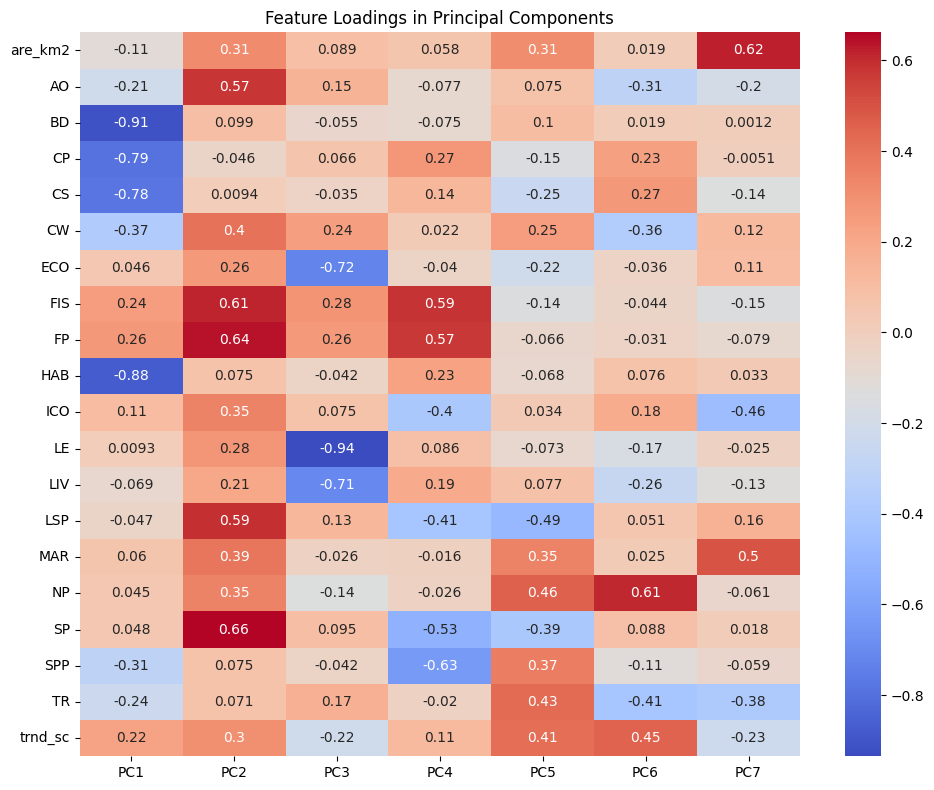 Feature Loadings in Principal Components
are_km2 -0.11 0.31 0.089 0.058 0.31 0.019 0.62
AO -0.21 0.57 0.15 -0.077 0.075 -0.31 -0.2
BD -0.91 0.099 -0.055 -0.075 0.1 0.019 0.0012
CP -0.79 -0.046 0.066 0.27 -0.15 0.23 -0.0051
CS -0.78 0.0094 -0.035 0.14 -0.25 0.27 -0.14
CW -0.37 0.4 0.24 0.022 0.25 -0.36 0.12
ECO 0.046 0.26 -0.72 -0.04 -0.22 -0.036 0.11
FIS 0.24 0.61 0.28 0.59 -0.14 -0.044 -0.15
FP 0.26 0.64 0.26 0.57 -0.066 -0.031 -0.079
HAB -0.88 0.075 -0.042 0.23 -0.068 0.076 0.033
ICO 0.11 0.35 0.075 -0.4 0.034 0.18 -0.46
LE 0.0093 0.28 -0.94 0.086 -0.073 -0.17 -0.025
LIV -0.069 0.21 -0.71 0.19 0.077 -0.26 -0.13
LSP -0.047 0.59 0.13 -0.41 -0.49 0.051 0.16
MAR 0.06 0.39 -0.026 -0.016 0.35 0.025 0.5
NP 0.045 0.35 -0.14 -0.026 0.46 0.61 -0.061
SP 0.048 0.66 0.095 -0.53 -0.39 0.088 0.018
SPP -0.31 0.075 -0.042 -0.63 0.37 -0.11 -0.059
TR -0.24 0.071 0.17 -0.02 0.43 -0.41 -0.38
trnd_sc 0.22 0.3 -0.22 0.11 0.41 0.45 -0.23
PC1 PC2 PC3 PC4 PC5 PC6 PC7
0.6
0.4
0.2
0.0
−0.2
−0.4
−0.6
−0.8